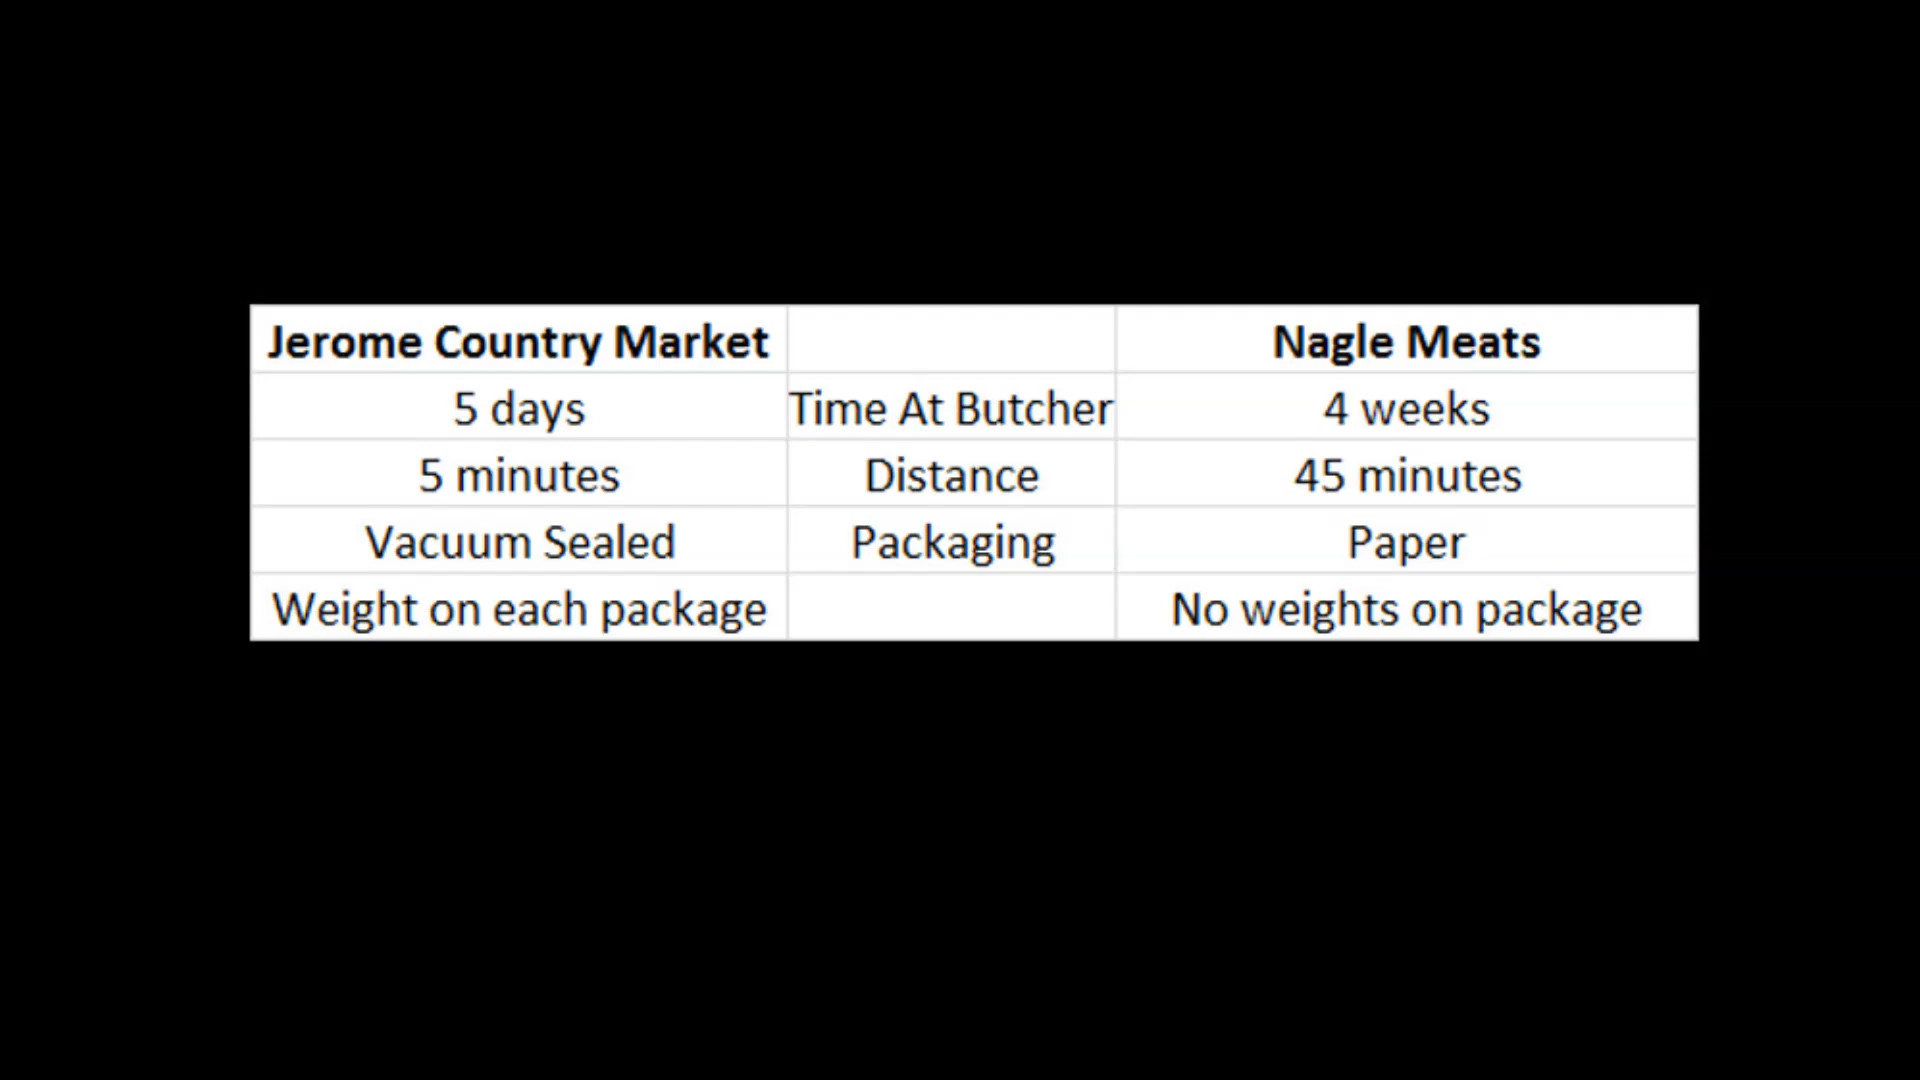 Jerome Country Market Nagle Meats
5 days Time At Butcher 4 weeks
5 minutes Distance 45 minutes
Vacuum Sealed Packaging Paper
Weight on each package No weights on package